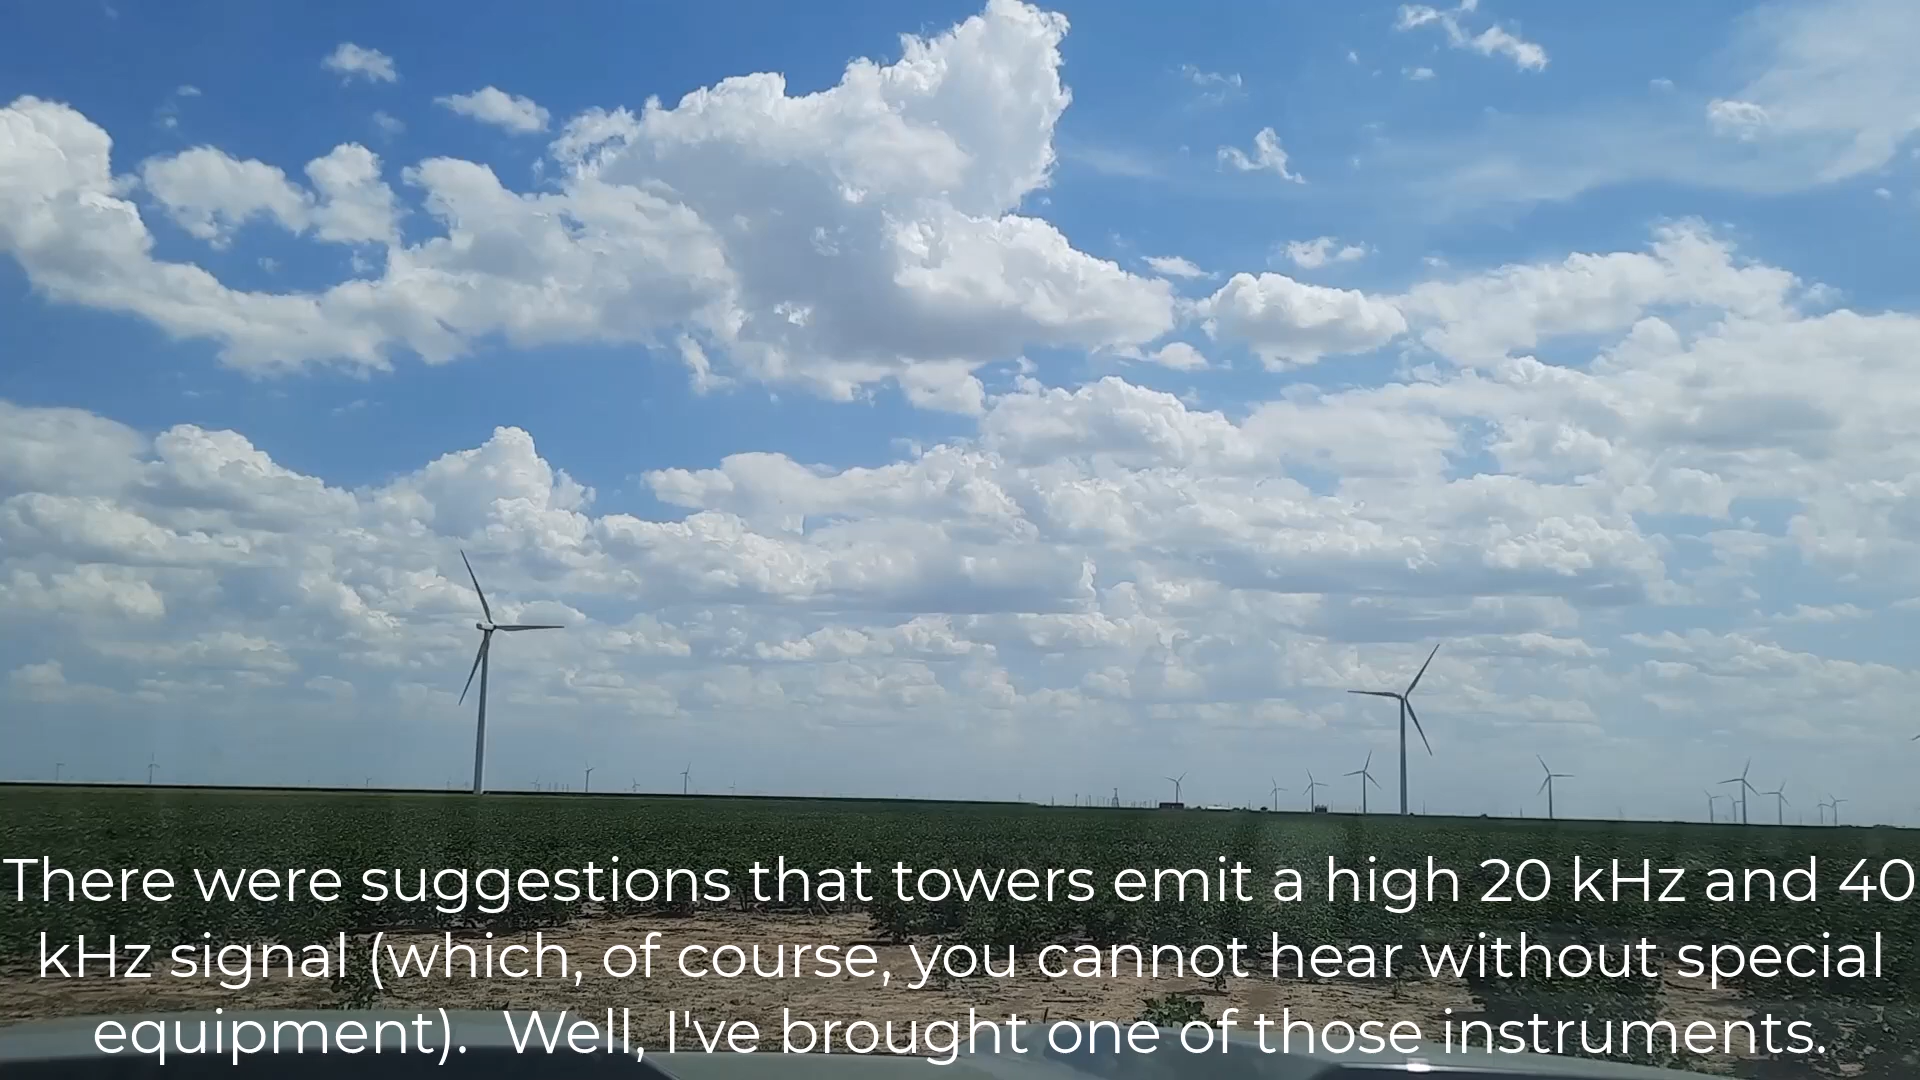 There were suggestions that towers emit a high 20 kHz and 40
kHz signal (which, of course, you cannot hear without special
equipment).  Well, I've brought one of those instruments.